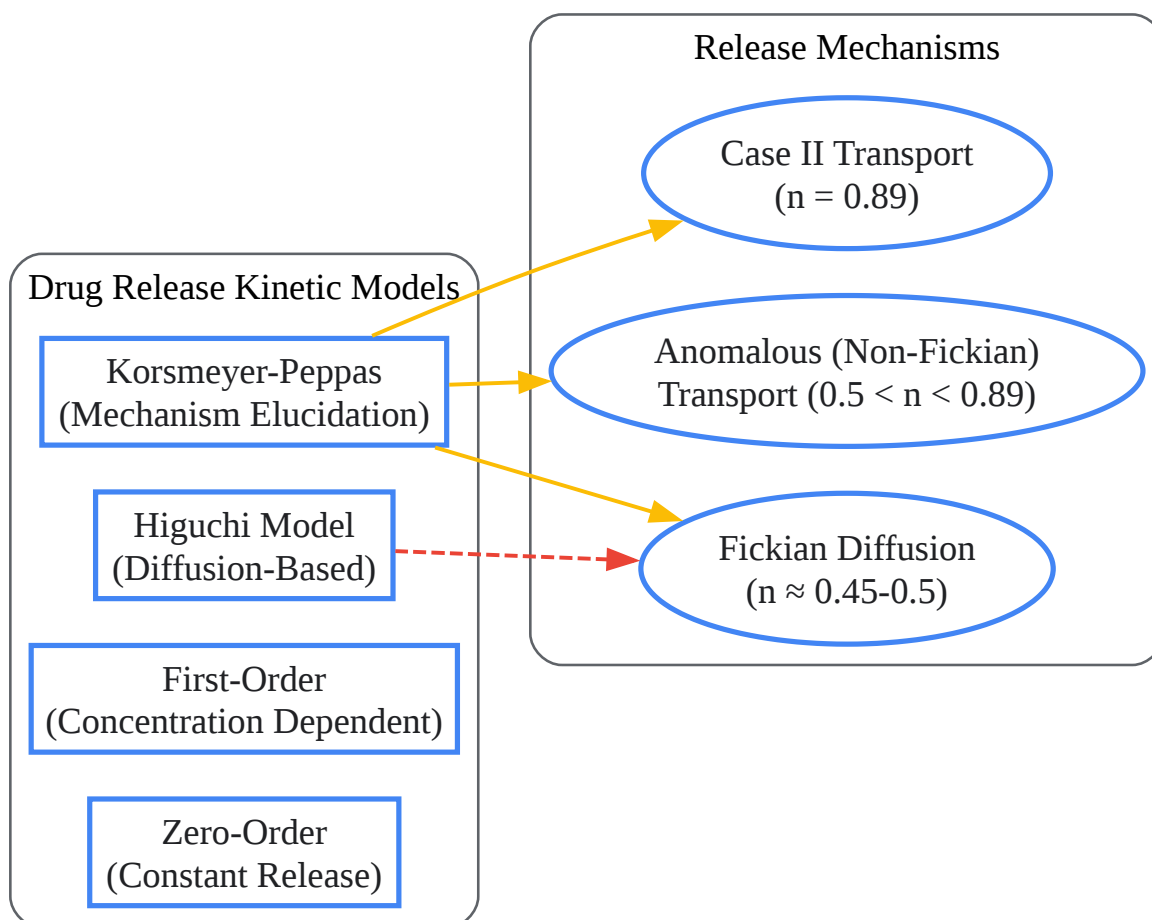 Release Mechanisms
Case II Transport
(n = 0.89)
Anomalous (Non-Fickian)
Transport (0.5 < n < 0.89)
Fickian Diffusion
(n ≈ 0.45-0.5)
Drug Release Kinetic Models
Korsmeyer-Peppas
(Mechanism Elucidation)
Higuchi Model
(Diffusion-Based)
First-Order
(Concentration Dependent)
Zero-Order
(Constant Release)